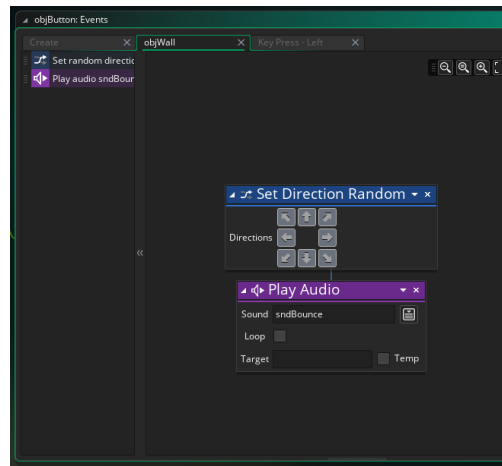 objButton: Events
Create
objWall
Key Press - Left
Set random directic
Play audio sndBour
Set Direction Random
Directions
Play Audio
Sound sndBounce
Loop
Target Temp